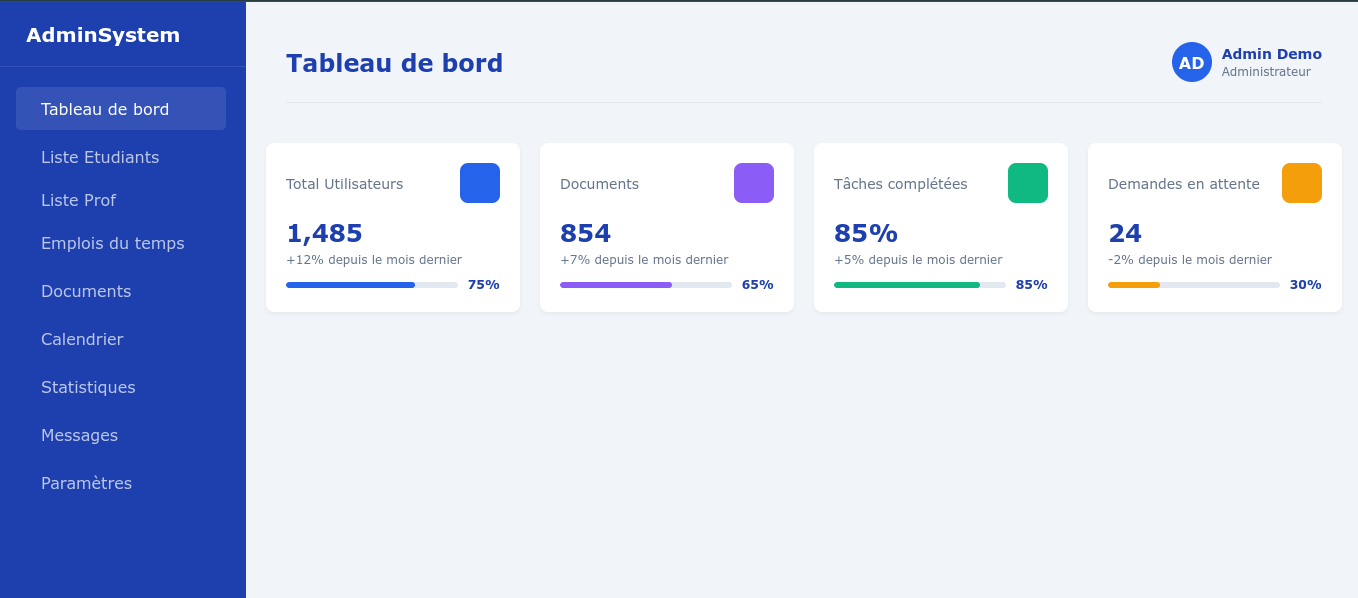 AdminSystem
Tableau de bord
Liste Etudiants
Liste Prof
Emplois du temps
Documents
Calendrier
Statistiques
Messages
Paramètres
Tableau de bord
AD
Admin Demo
Administrateur
Total Utilisateurs
1,485
+12% depuis le mois dernier
75%
Documents
854
+7% depuis le mois dernier
65%
Tâches complétées
85%
+5% depuis le mois dernier
85%
Demandes en attente
24
-2% depuis le mois dernier
30%